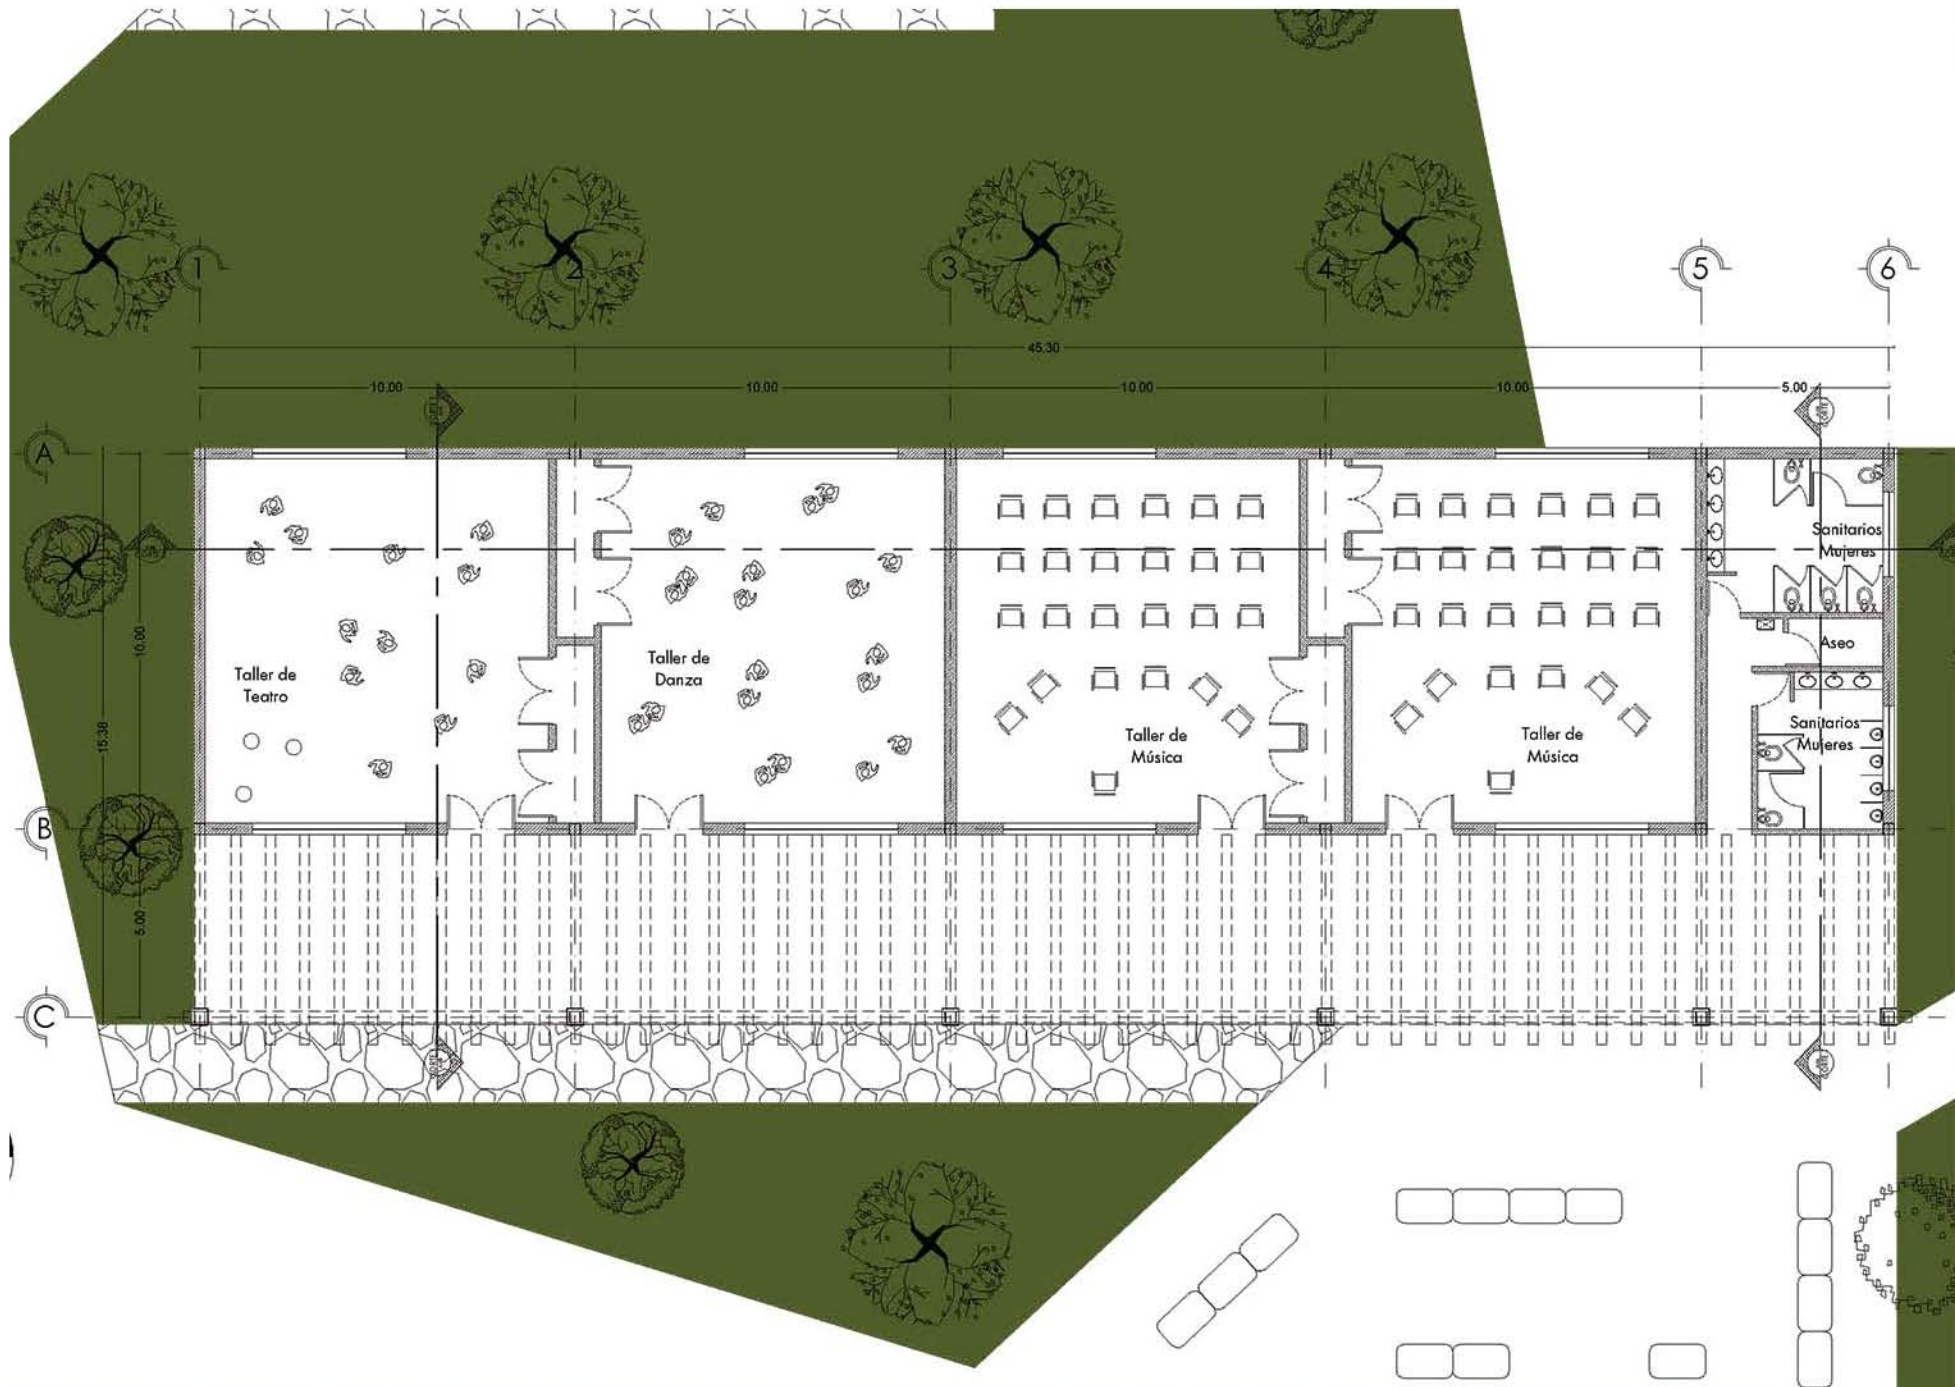 1
2
3
4
5
6
45.30
10.00
10.00
10.00
10.00
5.00
A
Sanitarios
Mujeres
10.00
Aseo
Taller de
Teatro
Taller de
Danza
Sanitarios
Mujeres
Taller de
Música
Taller de
Música
15.38
B
5.00
C